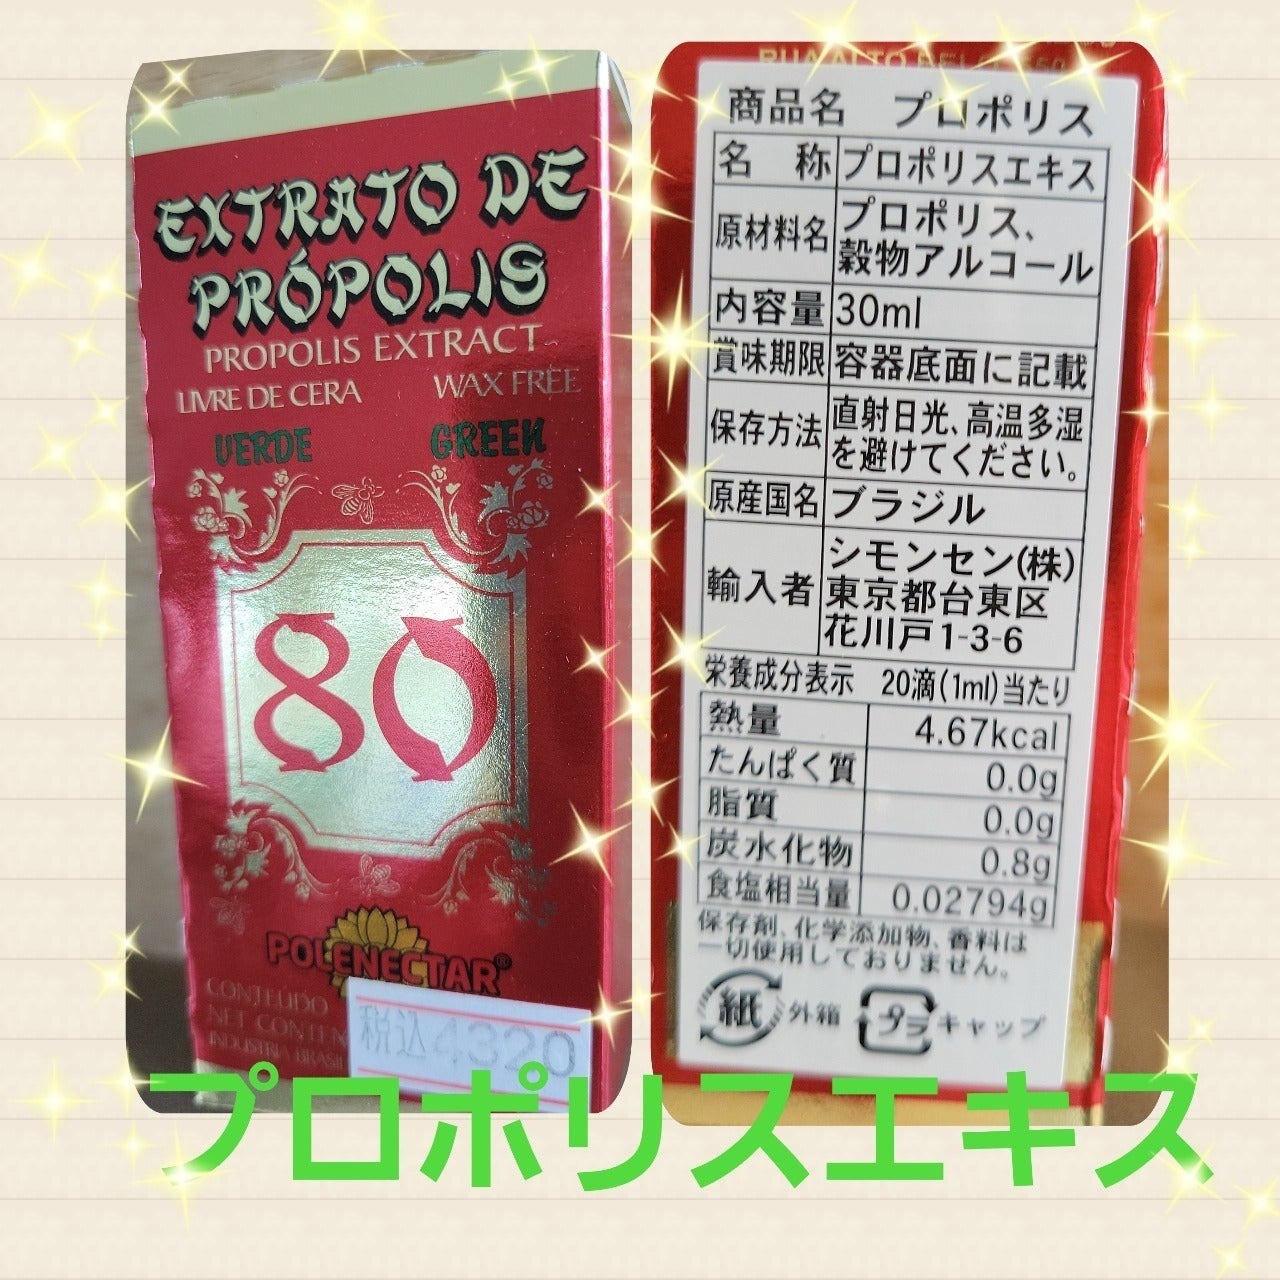 EXTRATO DE
PRÓPOLIS
PROPOLIS EXTRACT
LIVRE DE CERA WAX FREE
VERDE GREEN
80
POLENECTAR®
CONTEÚDO
NET CONTEN
INDUSTRIA BRASIL
税込4320
RUA ALTO BEL
商品名 プロポリス
名 称 プロポリスエキス
原材料名 プロポリス、
穀物アルコール
内容量 30ml
賞味期限 容器底面に記載
保存方法 直射日光、高温多湿
を避けてください。
原産国名 ブラジル
輸入者 シモンセン(株)
東京都台東区
花川戸1-3-6
栄養成分表示 20滴(1ml)当たり
熱量 4.67kcal
たんぱく質 0.0g
脂質 0.0g
炭水化物 0.8g
食塩相当量 0.02794g
保存剤、化学添加物、香料は
一切使用しておりません。
紙 外箱 プラ キャップ
プロポリスエキス